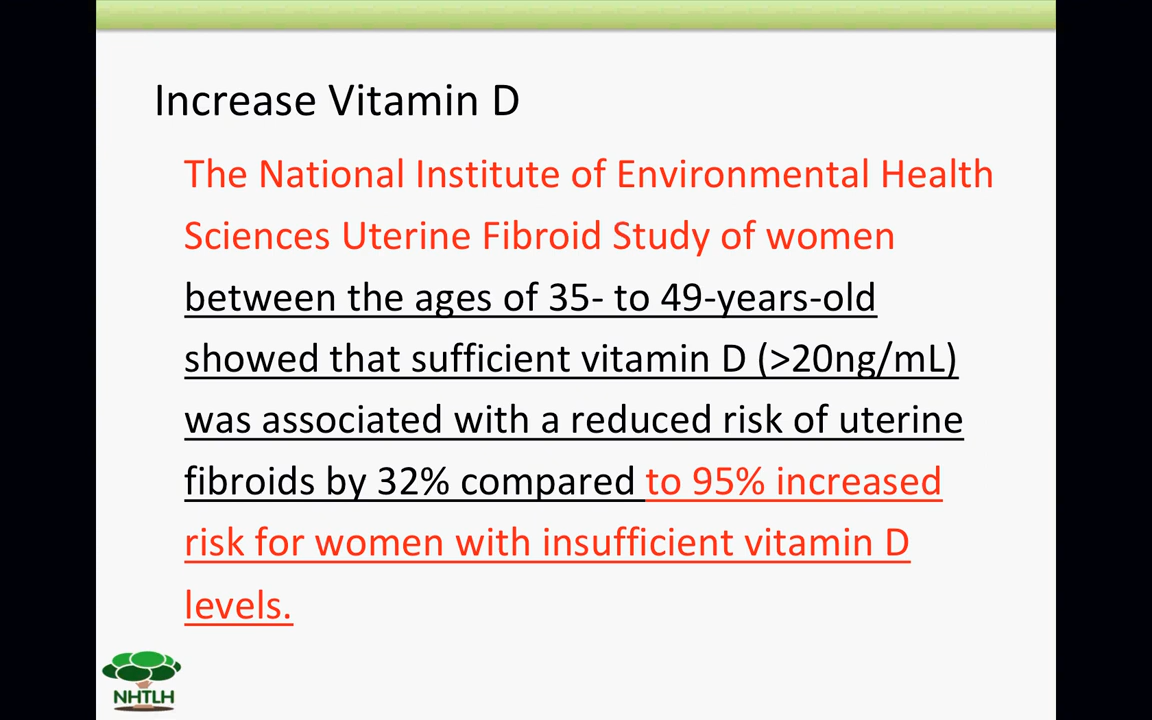 Increase Vitamin D
The National Institute of Environmental Health
Sciences Uterine Fibroid Study of women
between the ages of 35- to 49-years-old
showed that sufficient vitamin D (>20ng/mL)
was associated with a reduced risk of uterine
fibroids by 32% compared to 95% increased
risk for women with insufficient vitamin D
levels.
NHTLH